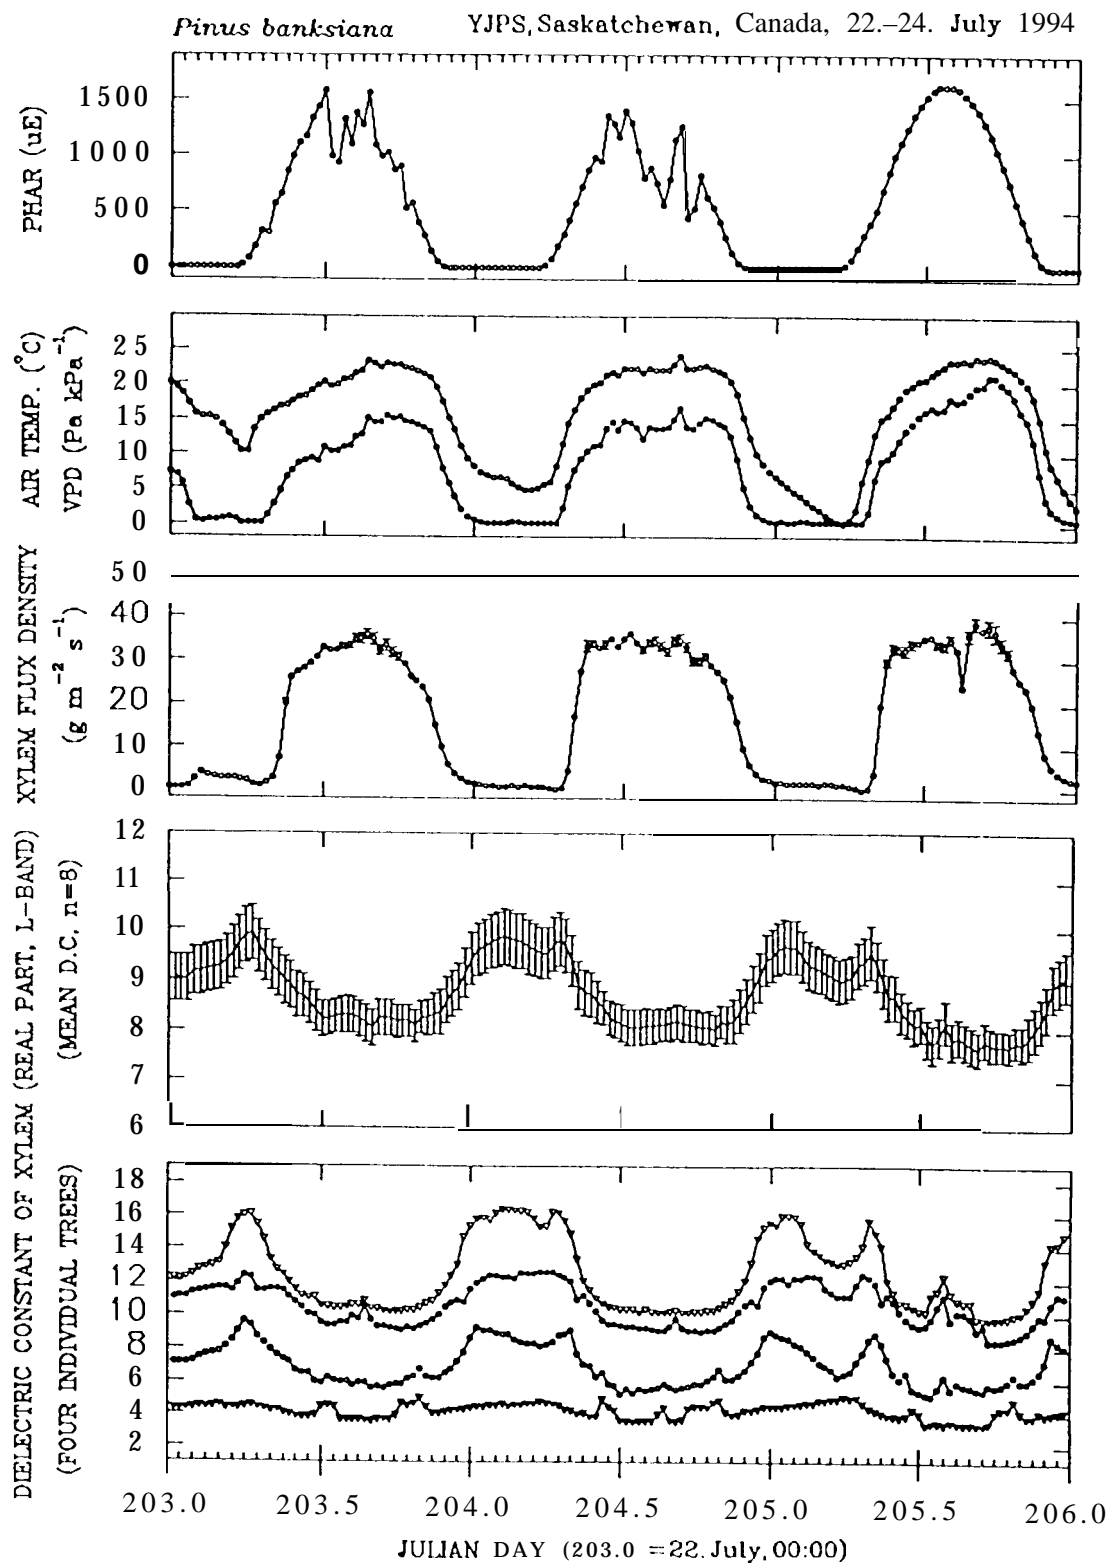 Pinus banksiana YJPS, Saskatchewan, Canada, 22.–24. July 1994
PHAR (uE)
1500
1000
500
0
AIR TEMP. (°C)
VPD (Pa kPa⁻¹)
25
20
15
10
5
0
XYLEM FLUX DENSITY
(g m⁻² s⁻¹)
50
40
30
20
10
0
DIELECTRIC CONSTANT OF XYLEM (REAL PART, L-BAND)
(MEAN D.C, n=8)
12
11
10
9
8
7
6
(FOUR INDIVIDUAL TREES)
18
16
14
12
10
8
6
4
2
203.0 203.5 204.0 204.5 205.0 205.5 206.0
JULIAN DAY (203.0 =22. July, 00:00)